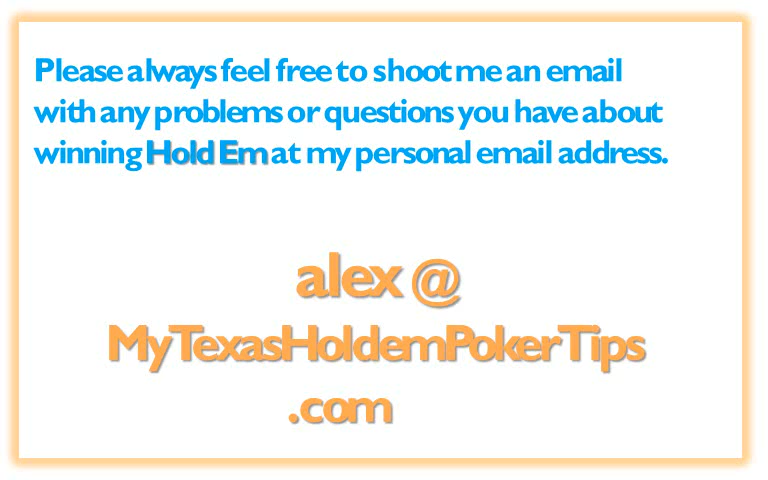 Please always feel free to shoot me an email
with any problems or questions you have about
winning Hold Em at my personal email address.
alex @
MyTexasHoldemPokerTips
.com